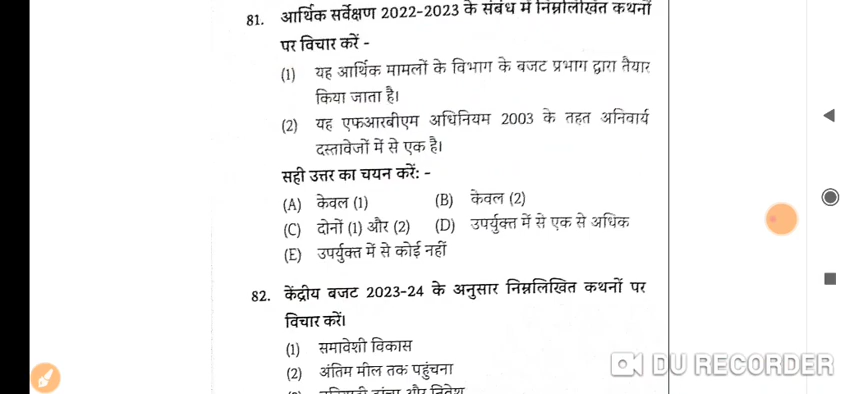 81. आर्थिक सर्वेक्षण 2022-2023 के संबंध में निम्नलिखित कथनों
पर विचार करें -
(1) यह आर्थिक मामलों के विभाग के बजट प्रभाग द्वारा तैयार
किया जाता है।
(2) यह एफआरबीएम अधिनियम 2003 के तहत अनिवार्य
दस्तावेजों में से एक है।
सही उत्तर का चयन करें: -
(A) केवल (1) (B) केवल (2)
(C) दोनों (1) और (2) (D) उपर्युक्त में से एक से अधिक
(E) उपर्युक्त में से कोई नहीं
82. केंद्रीय बजट 2023-24 के अनुसार निम्नलिखित कथनों पर
विचार करें।
(1) समावेशी विकास
(2) अंतिम मील तक पहुंचना
ढांचा और निवेश
DU RECORDER